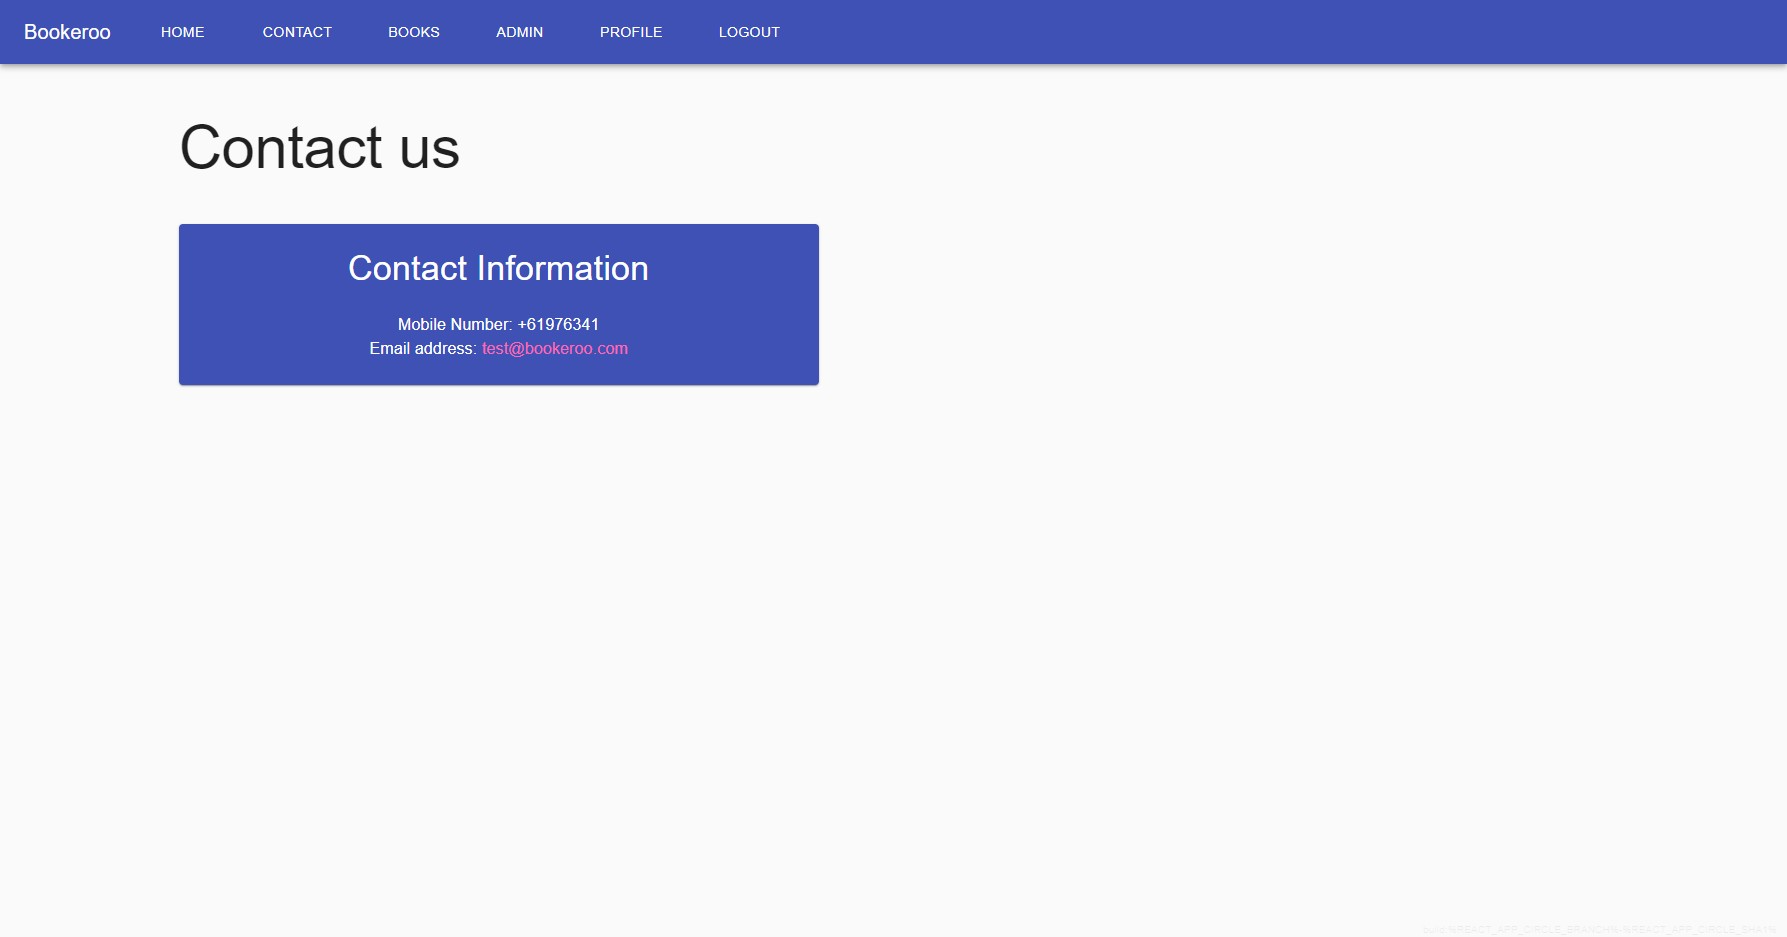 Bookeroo HOME CONTACT BOOKS ADMIN PROFILE LOGOUT
Contact us
Contact Information
Mobile Number: +61976341
Email address: test@bookeroo.com